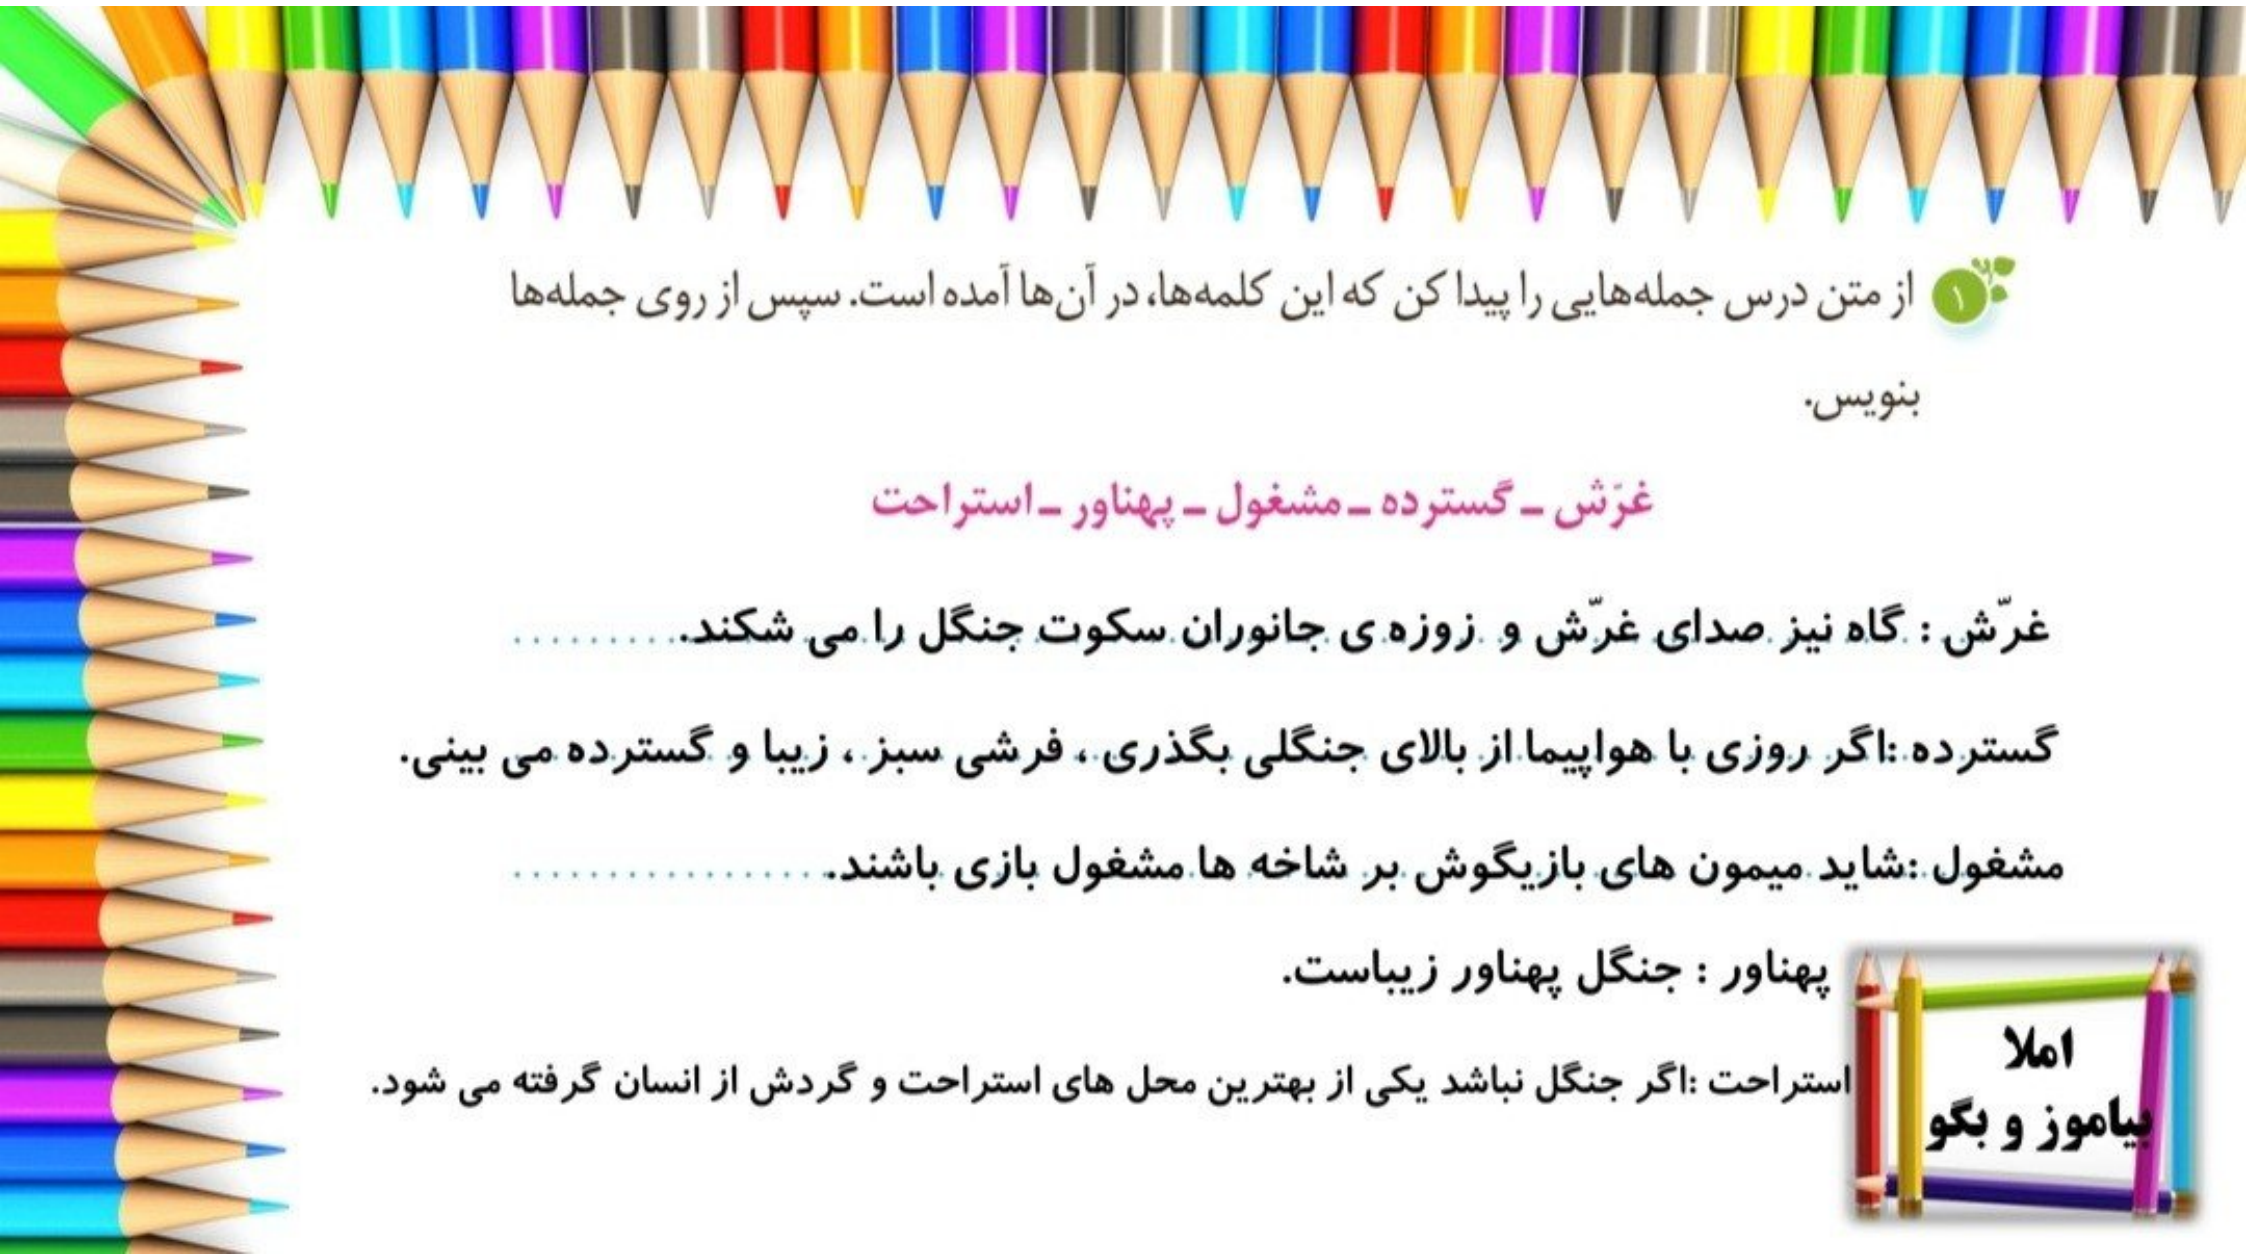 ۱ از متن درس جمله‌هایی را پیدا کن که این کلمه‌ها، در آن‌ها آمده است. سپس از روی جمله‌ها
بنویس.
غرّش ـ گسترده ـ مشغول ـ پهناور ـ استراحت
غرّش : گاه نیز صدای غرّش و زوزه ی جانوران سکوت جنگل را می شکند.
گسترده :اگر روزی با هواپیما از بالای جنگلی بگذری ، فرشی سبز ، زیبا و گسترده می بینی.
مشغول :شاید میمون های بازیگوش بر شاخه ها مشغول بازی باشند.
پهناور : جنگل پهناور زیباست.
استراحت :اگر جنگل نباشد یکی از بهترین محل های استراحت و گردش از انسان گرفته می شود.
املا
بیاموز و بگو